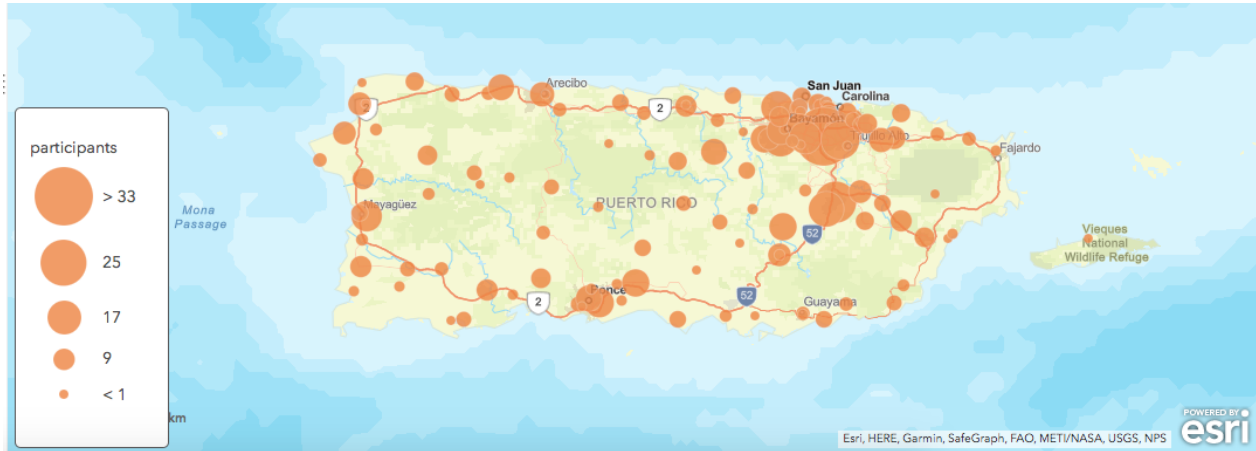 participants
> 33
25
17
9
< 1
km
Mona
Passage
2
Arecibo
2
San Juan
Carolina
Bayamón
Trujillo Alto
Fajardo
Mayagüez
PUERTO RICO
52
Vieques
National
Wildlife Refuge
2
Ponce
52
Guayama
Esri, HERE, Garmin, SafeGraph, FAO, METI/NASA, USGS, NPS
POWERED BY
esri